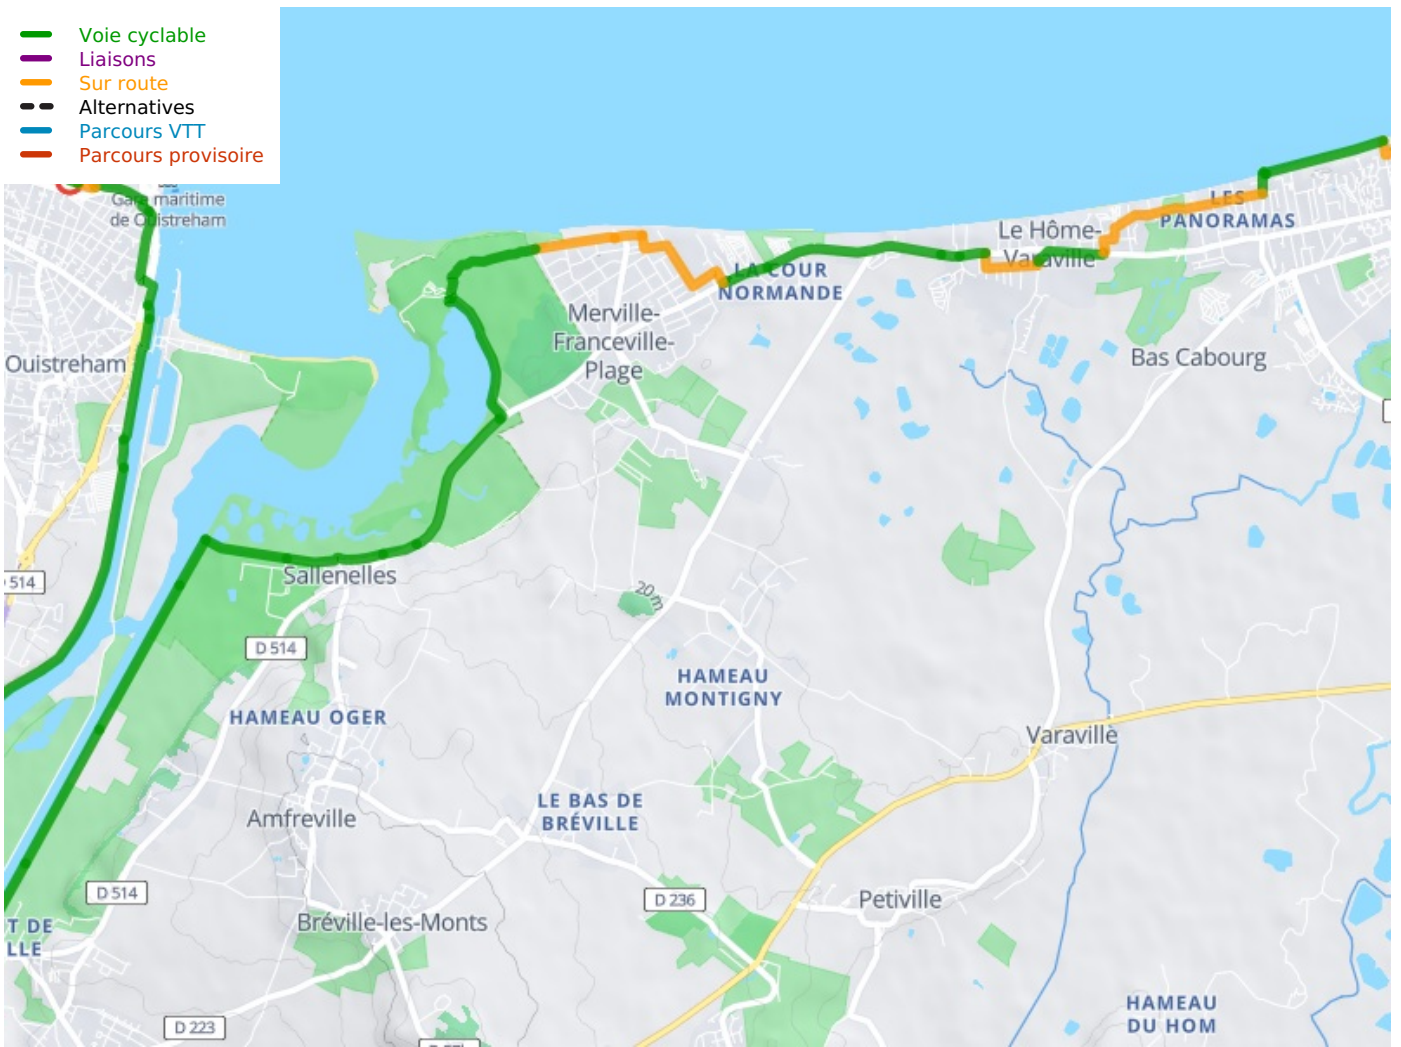 Voie cyclable
Liaisons
Sur route
Alternatives
Parcours VTT
Parcours provisoire
Gare maritime
de Ouistreham
LES
PANORAMAS
Le Hôme-
Varaville
LA COUR
NORMANDE
Merville-
Franceville-
Plage
Ouistreham
Bas Cabourg
514
Sallenelles
20 m
D 514
HAMEAU
MONTIGNY
HAMEAU OGER
Varaville
LE BAS DE
BRÉVILLE
Amfreville
D 514
D 236
Petiville
T DE
LLE
Bréville-les-Monts
HAMEAU
DU HOM
D 223